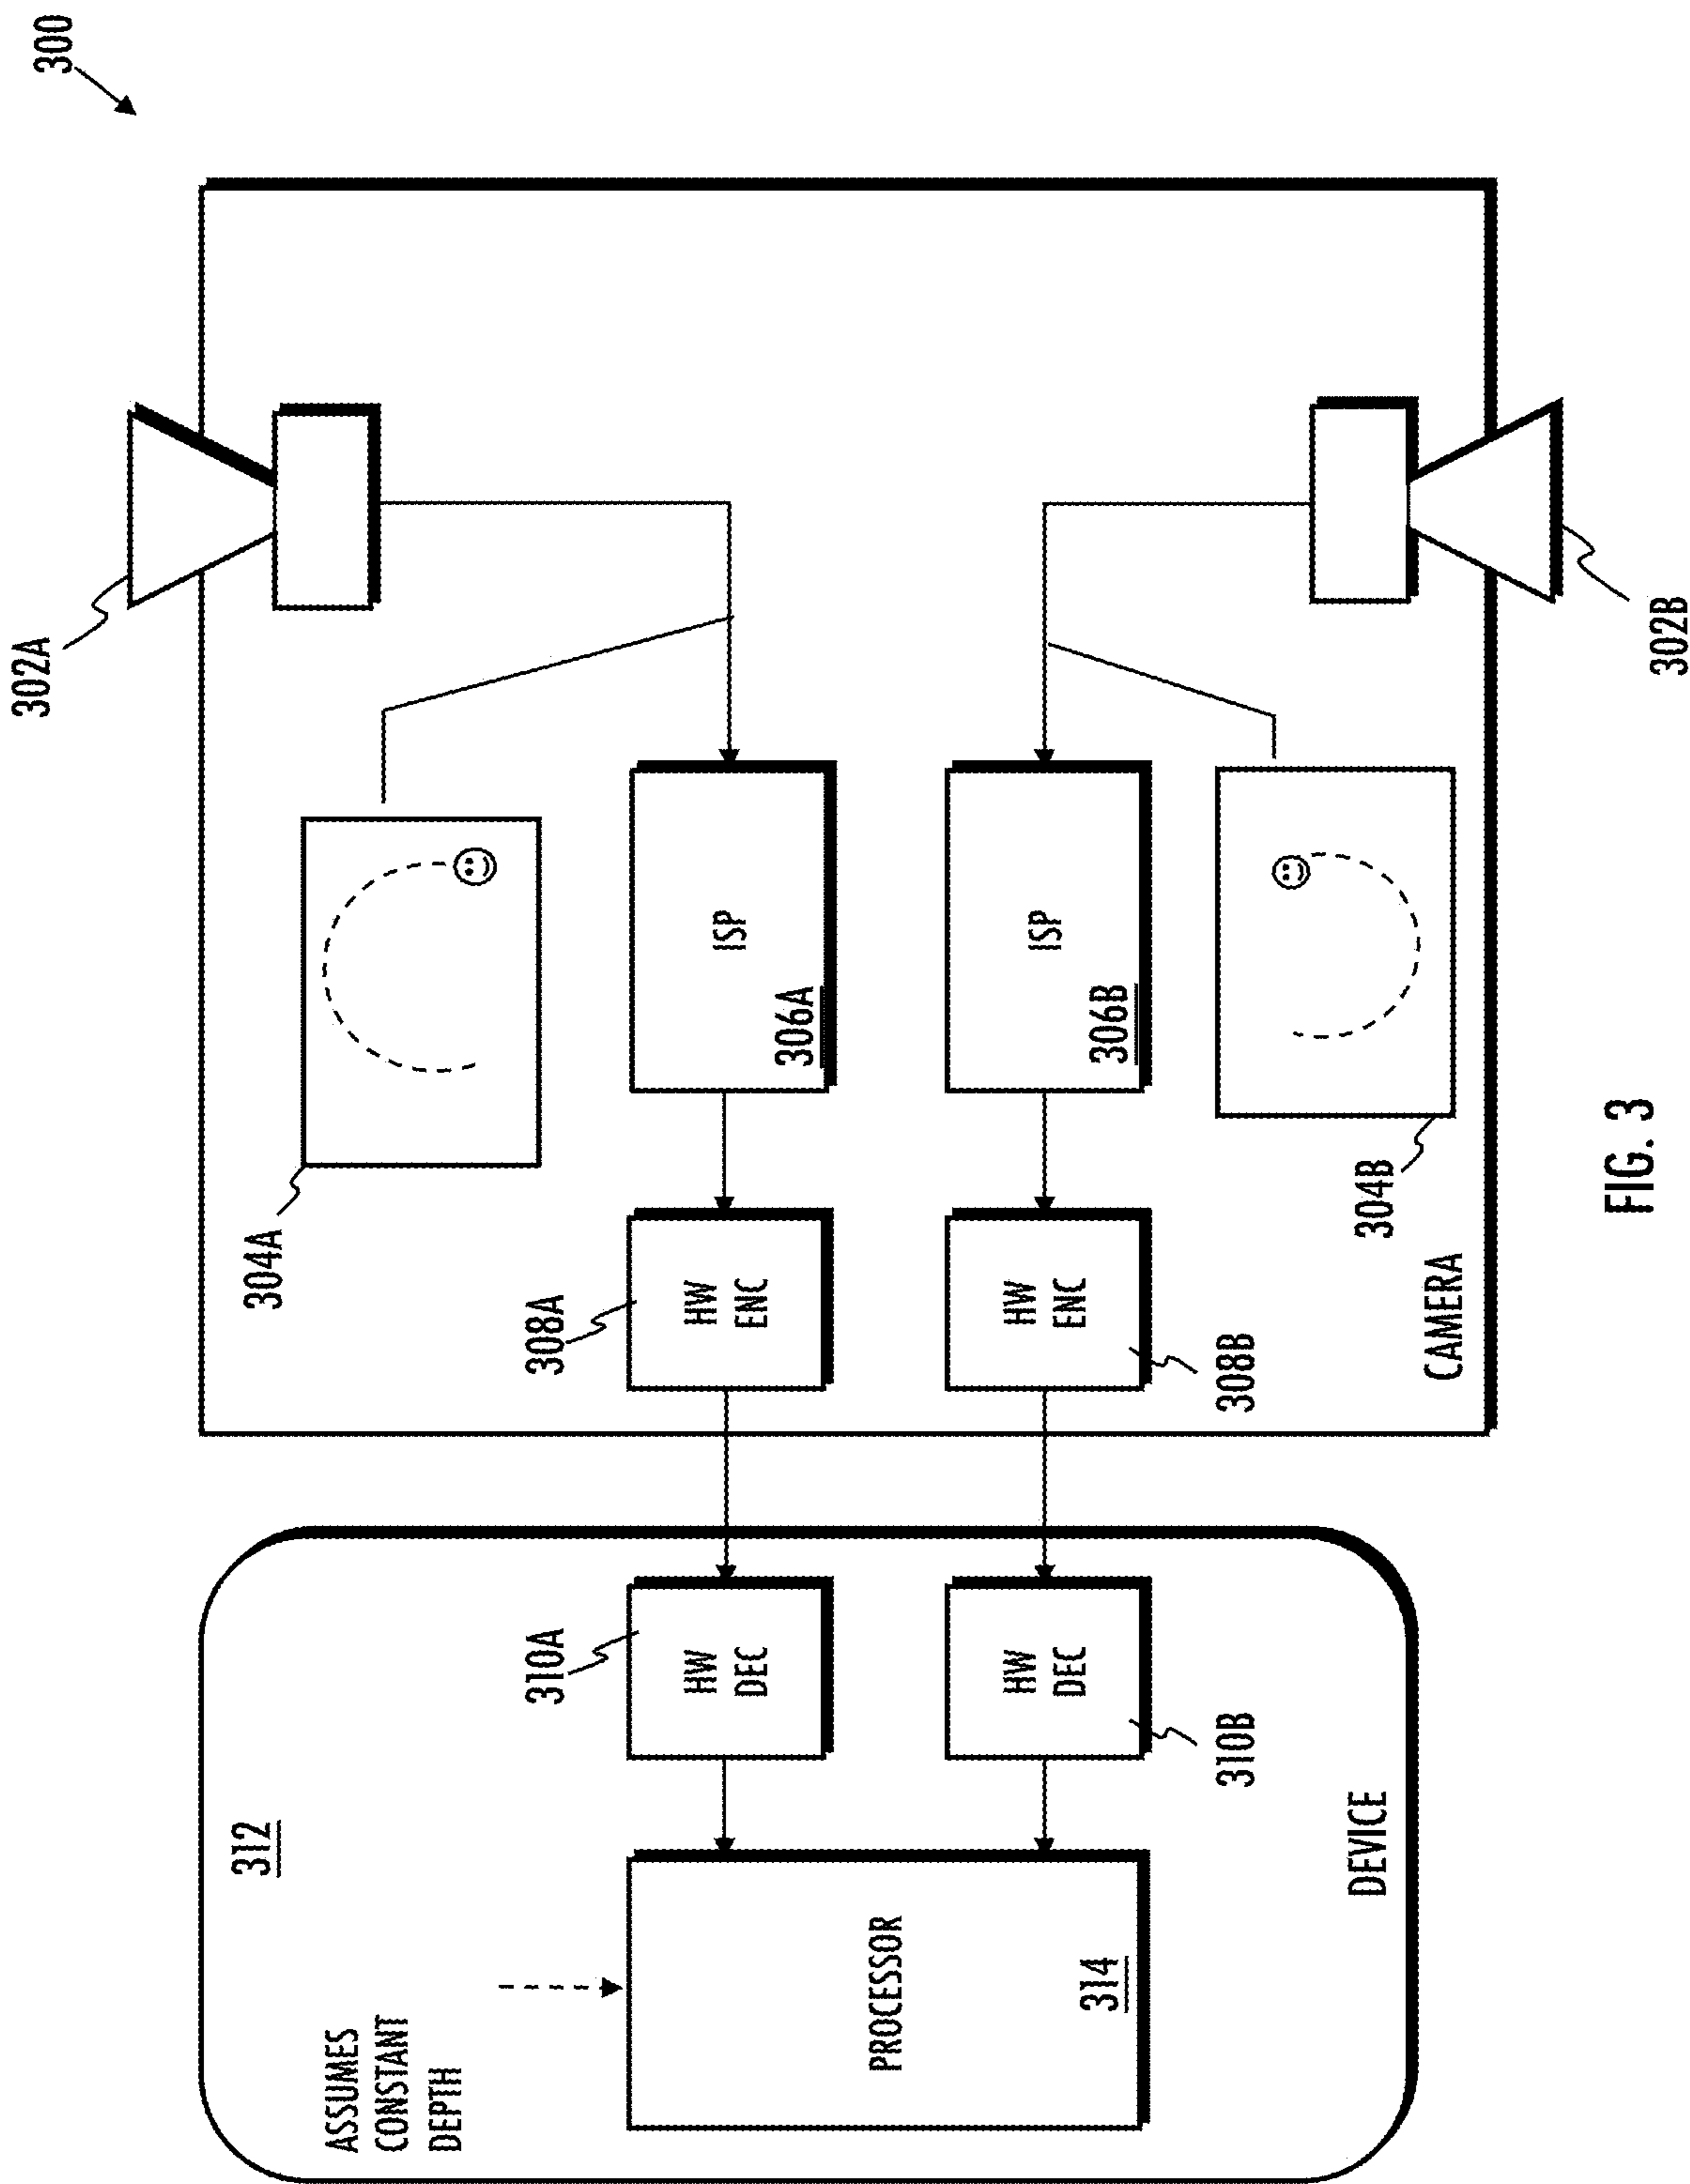 300
302A
304A
308A
HW
ENC
ISP
306A
ISP
306B
HW
ENC
308B
304B
302B
CAMERA
312
ASSUMES
CONSTANT
DEPTH
310A
HW
DEC
HW
DEC
310B
PROCESSOR
314
DEVICE
FIG. 3